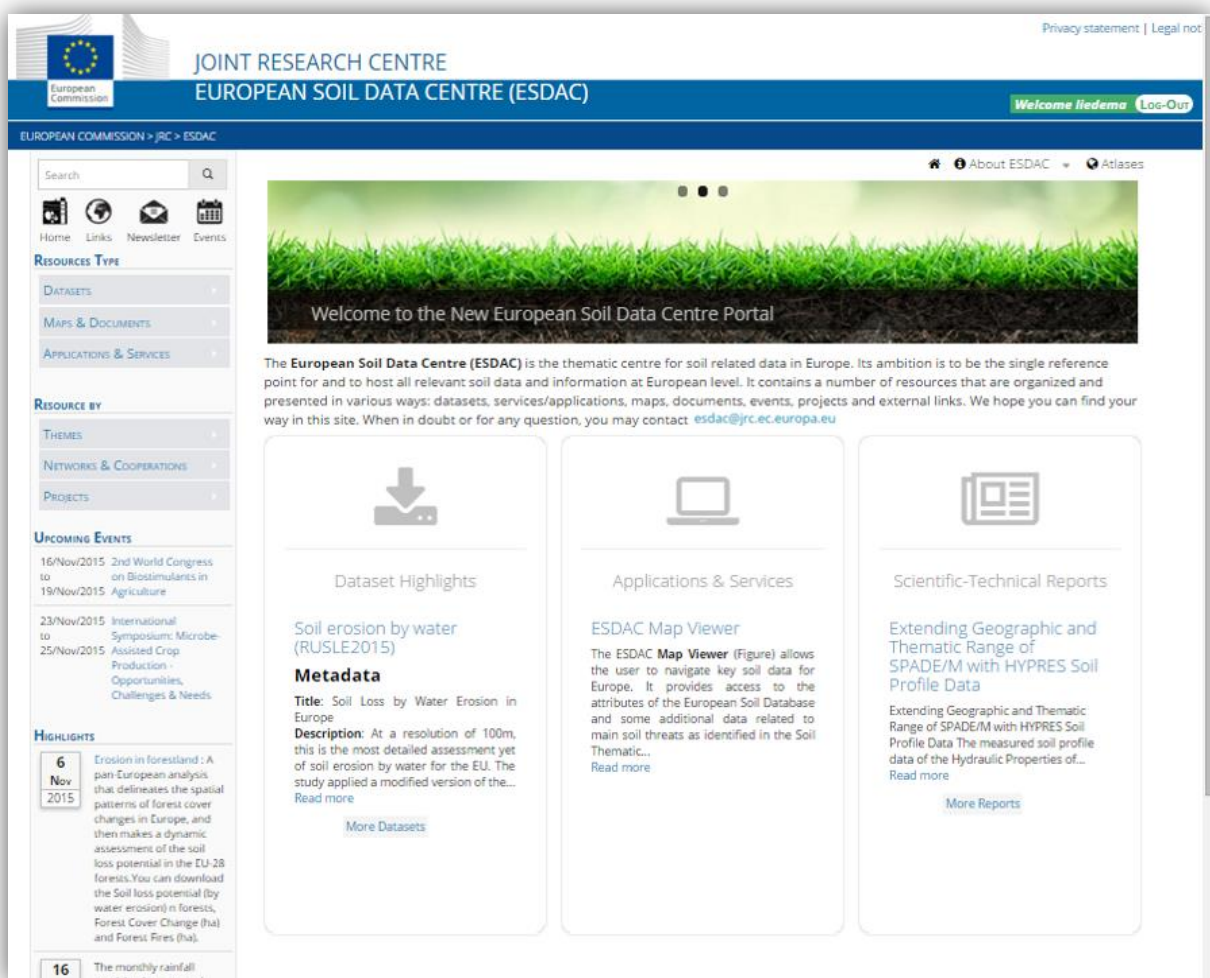 Privacy statement | Legal not
European
Commission
JOINT RESEARCH CENTRE
EUROPEAN SOIL DATA CENTRE (ESDAC)
Welcome liedema Log-Out
EUROPEAN COMMISSION > JRC > ESDAC
Search
Home Links Newsletter Events
Resources Type
Datasets
Maps & Documents
Applications & Services
Resource by
Themes
Networks & Cooperations
Projects
Upcoming Events
16/Nov/2015 2nd World Congress
to on Biostimulants in
19/Nov/2015 Agriculture
23/Nov/2015 International
to Symposium: Microbe-
25/Nov/2015 Assisted Crop
Production -
Opportunities,
Challenges & Needs
Highlights
6
Nov
2015
Erosion in forestland : A
pan-European analysis
that delineates the spatial
patterns of forest cover
changes in Europe, and
then makes a dynamic
assessment of the soil
loss potential in the EU-28
forests.You can download
the Soil loss potential (by
water erosion) n forests,
Forest Cover Change (ha)
and Forest Fires (ha).
16 The monthly rainfall
About ESDAC Atlases
Welcome to the New European Soil Data Centre Portal
The European Soil Data Centre (ESDAC) is the thematic centre for soil related data in Europe. Its ambition is to be the single reference
point for and to host all relevant soil data and information at European level. It contains a number of resources that are organized and
presented in various ways: datasets, services/applications, maps, documents, events, projects and external links. We hope you can find your
way in this site. When in doubt or for any question, you may contact esdac@jrc.ec.europa.eu
Dataset Highlights
Soil erosion by water
(RUSLE2015)
Metadata
Title: Soil Loss by Water Erosion in
Europe
Description: At a resolution of 100m,
this is the most detailed assessment yet
of soil erosion by water for the EU. The
study applied a modified version of the...
Read more
More Datasets
Applications & Services
ESDAC Map Viewer
The ESDAC Map Viewer (Figure) allows
the user to navigate key soil data for
Europe. It provides access to the
attributes of the European Soil Database
and some additional data related to
main soil threats as identified in the Soil
Thematic...
Read more
Scientific-Technical Reports
Extending Geographic and
Thematic Range of
SPADE/M with HYPRES Soil
Profile Data
Extending Geographic and Thematic
Range of SPADE/M with HYPRES Soil
Profile Data The measured soil profile
data of the Hydraulic Properties of...
Read more
More Reports